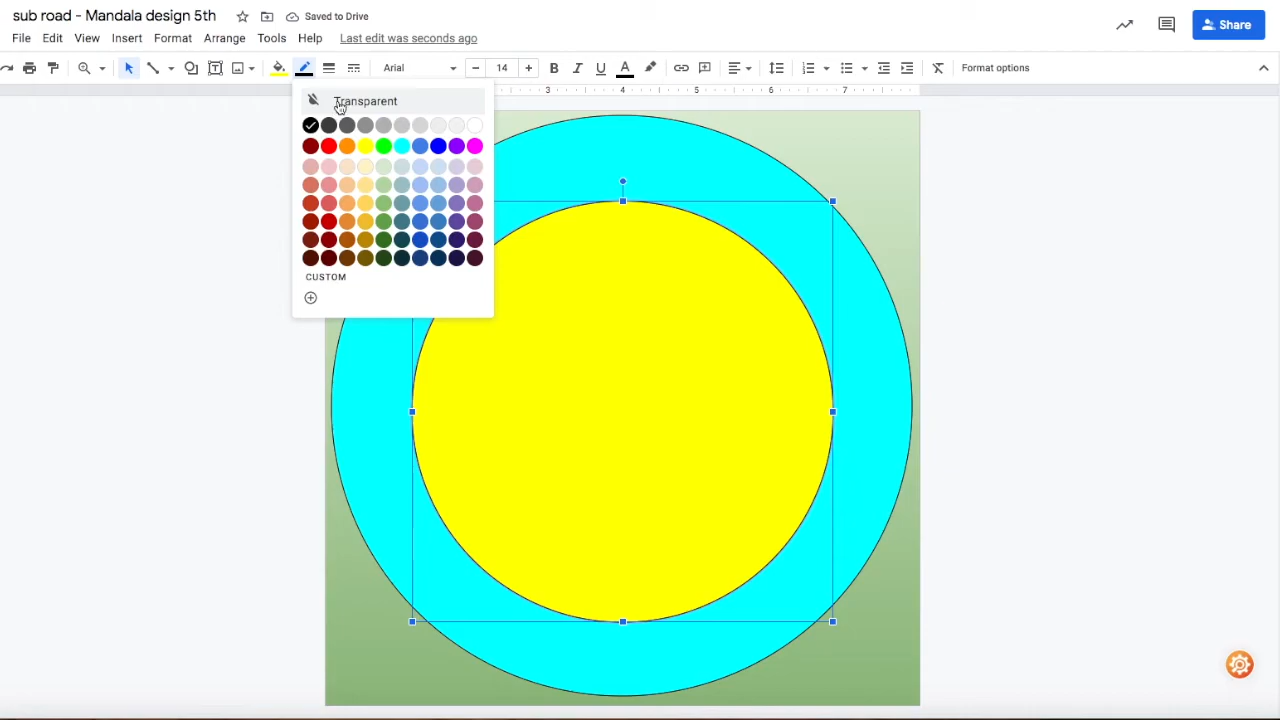 sub road - Mandala design 5th
Saved to Drive
Share
File Edit View Insert Format Arrange Tools Help Last edit was seconds ago
Arial 14 B I U A Format options
3 4 5 6 7
Transparent
CUSTOM